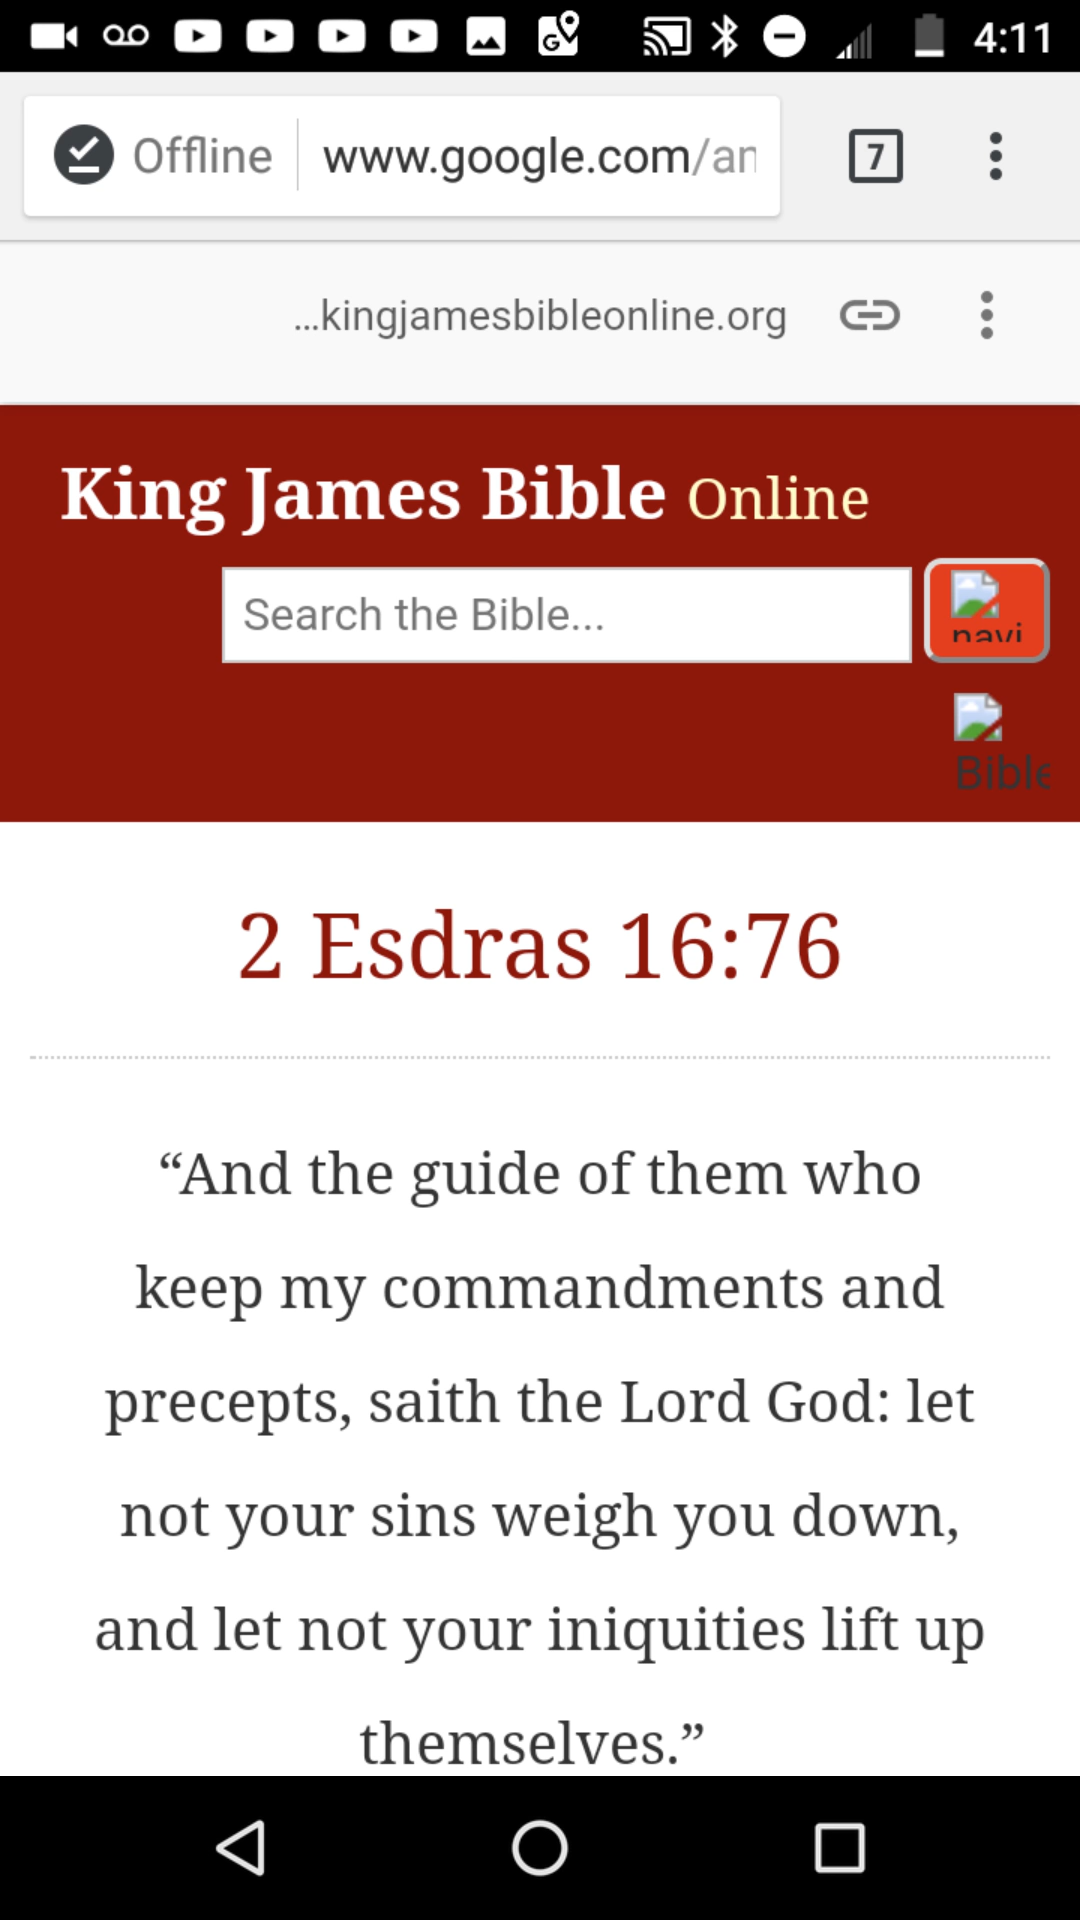 4:11
Offline www.google.com/an
7
...kingjamesbibleonline.org
King James Bible Online
Search the Bible...
navi
Bible
2 Esdras 16:76
“And the guide of them who
keep my commandments and
precepts, saith the Lord God: let
not your sins weigh you down,
and let not your iniquities lift up
themselves.”